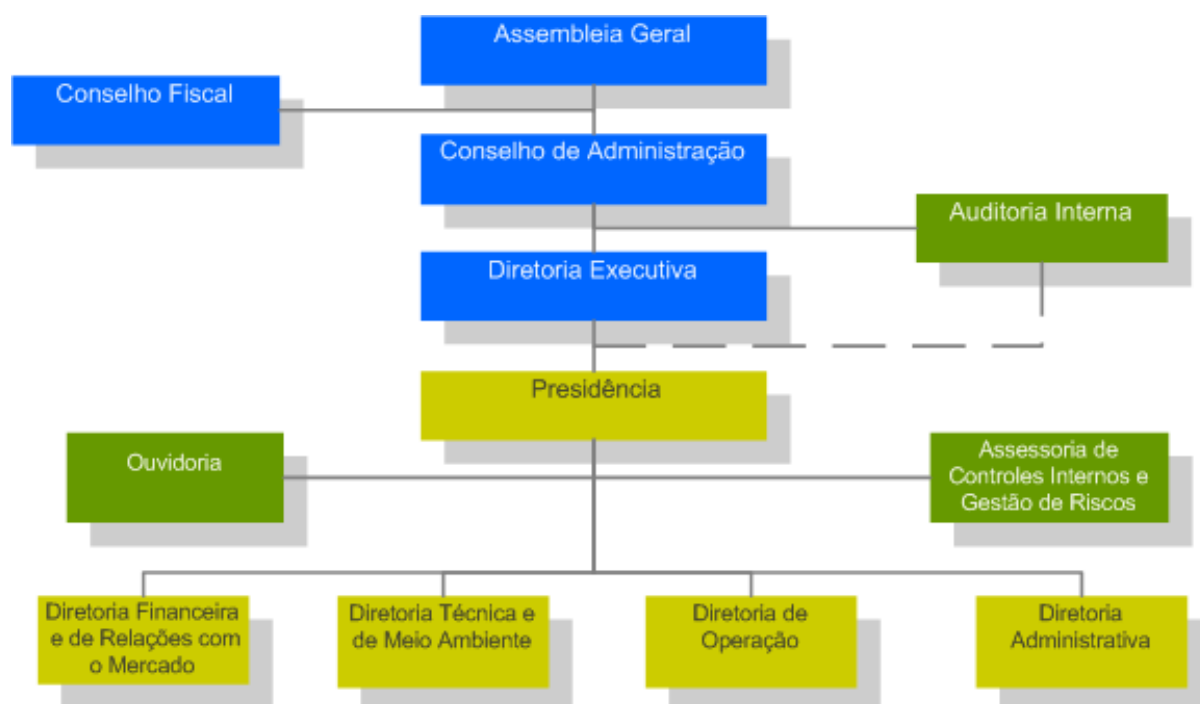 Assembleia Geral
Conselho Fiscal
Conselho de Administração
Auditoria Interna
Diretoria Executiva
Presidência
Ouvidoria
Assessoria de
Controles Internos e
Gestão de Riscos
Diretoria Financeira
e de Relações com
o Mercado
Diretoria Técnica e
de Meio Ambiente
Diretoria de
Operação
Diretoria
Administrativa